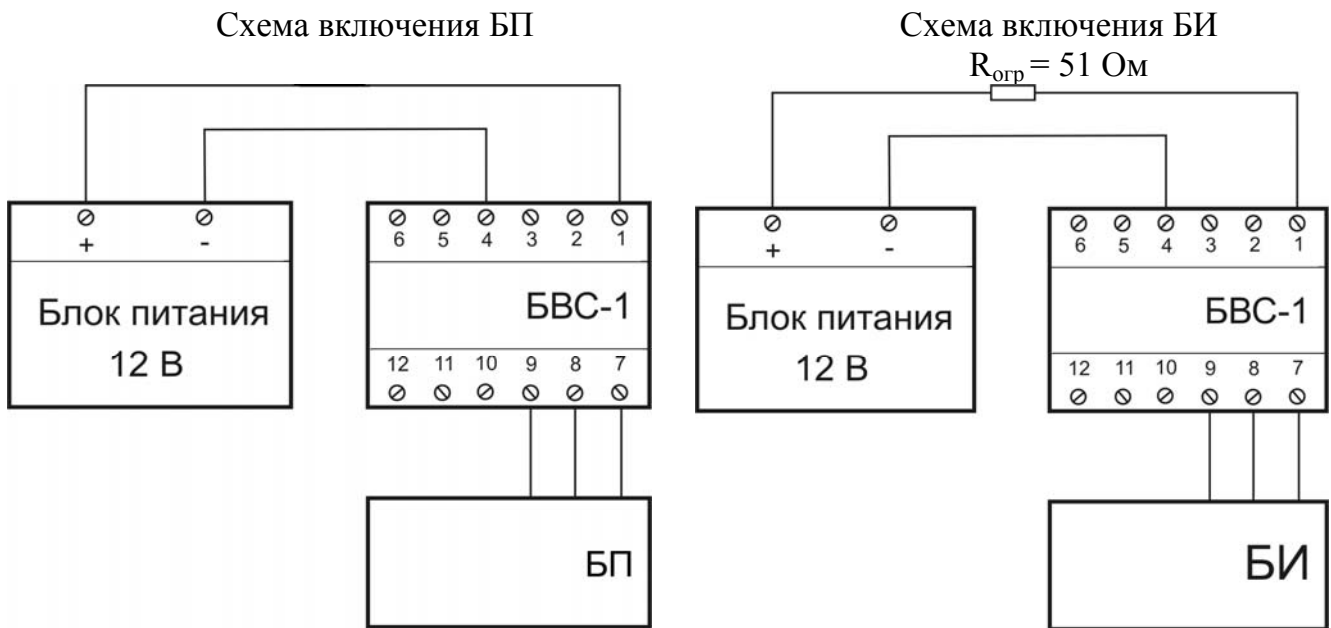 Схема включения БП
+ -
Блок питания
12 В
6 5 4 3 2 1
БВС-1
12 11 10 9 8 7
БП
Схема включения БИ
Rогр = 51 Ом
+ -
Блок питания
12 В
6 5 4 3 2 1
БВС-1
12 11 10 9 8 7
БИ